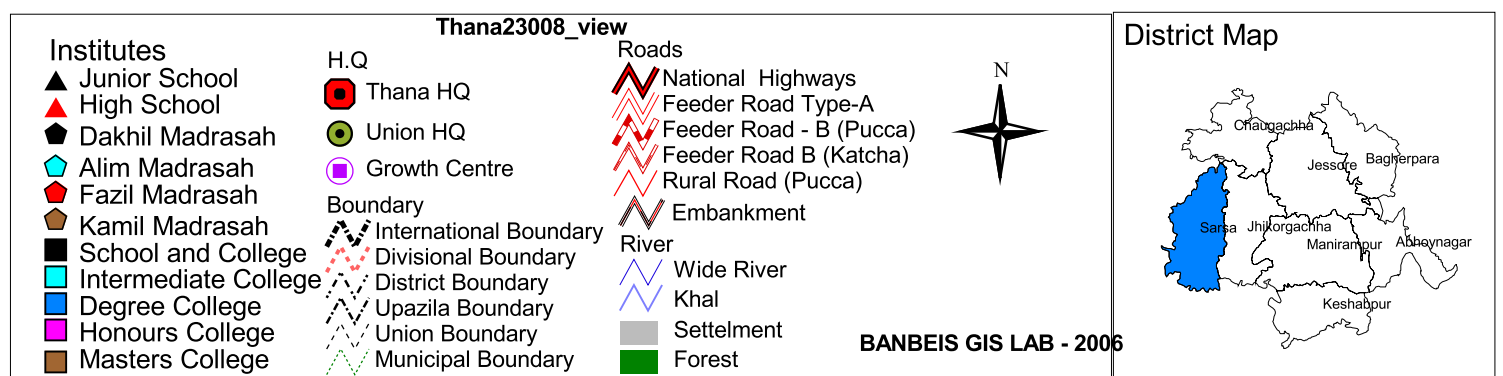 Thana23008_view
Institutes
Junior School
High School
Dakhil Madrasah
Alim Madrasah
Fazil Madrasah
Kamil Madrasah
School and College
Intermediate College
Degree College
Honours College
Masters College
H.Q
Thana HQ
Union HQ
Growth Centre
Boundary
International Boundary
Divisional Boundary
District Boundary
Upazila Boundary
Union Boundary
Municipal Boundary
Roads
National Highways
Feeder Road Type-A
Feeder Road - B (Pucca)
Feeder Road B (Katcha)
Rural Road (Pucca)
Embankment
River
Wide River
Khal
Settelment
Forest
N
BANBEIS GIS LAB - 2006
District Map
Chaugachha
Jessore
Bagherpara
Sarsa
Jhikorgachha
Manirampur
Abhoynagar
Keshabpur